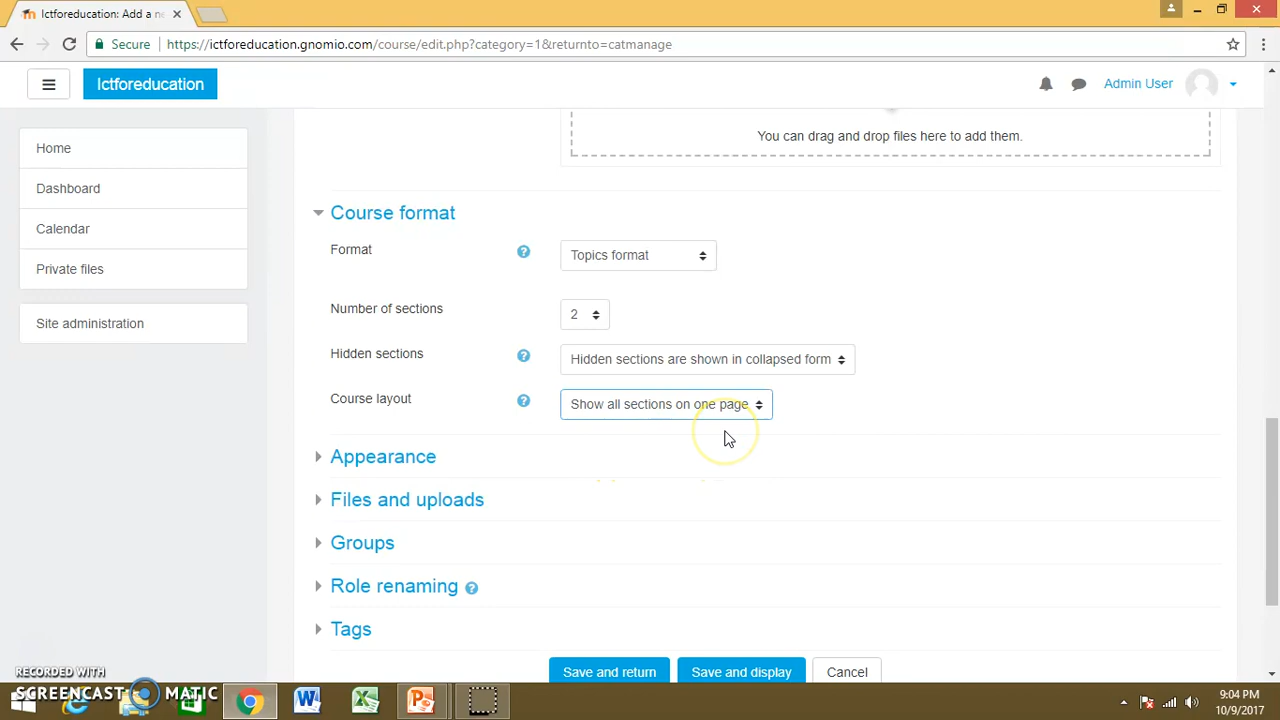 Ictforeducation: Add a ne
Secure
https://ictforeducation.gnomio.com/course/edit.php?category=1&returnto=catmanage
Ictforeducation
Admin User
Home
Dashboard
Calendar
Private files
Site administration
You can drag and drop files here to add them.
Course format
Format
Topics format
Number of sections
2
Hidden sections
Hidden sections are shown in collapsed form
Course layout
Show all sections on one page
Appearance
Files and uploads
Groups
Role renaming
Tags
Save and return
Save and display
Cancel
RECORDED WITH
SCREENCAST MATIC
9:04 PM
10/9/2017